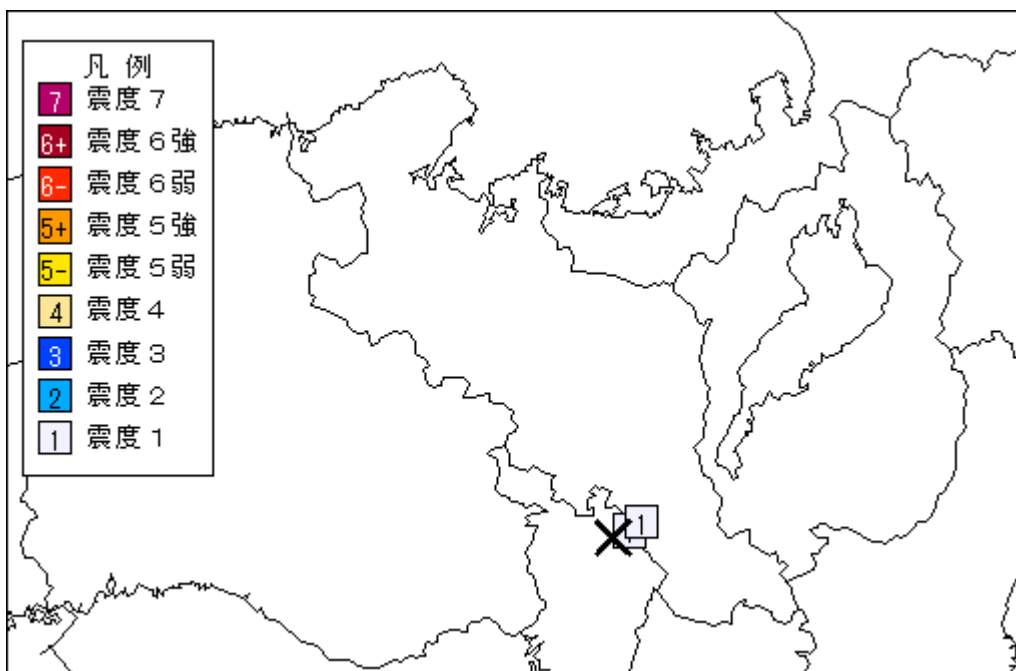 凡 例
7 震度７
6+ 震度６強
6- 震度６弱
5+ 震度５強
5- 震度５弱
4 震度４
3 震度３
2 震度２
1 震度１
1